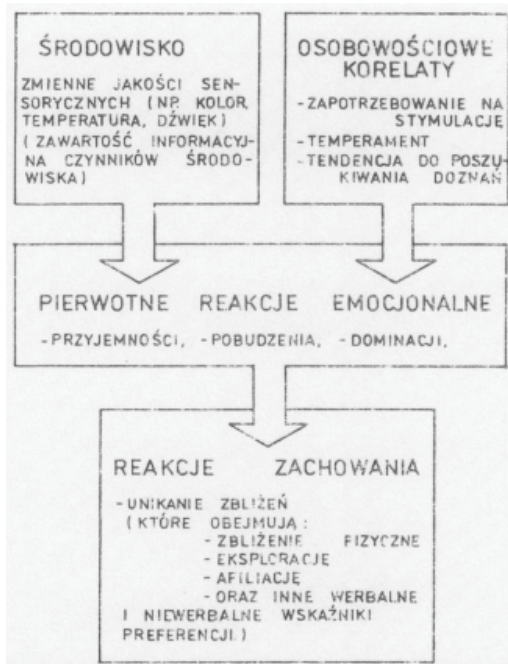 ŚRODOWISKO
ZMIENNE JAKOŚCI SEN-
SORYCZNYCH (NP. KOLOR,
TEMPERATURA, DŹWIĘK)
(ZAWARTOŚĆ INFORMACYJ-
NA CZYNNIKÓW ŚRODO-
WISKA)
OSOBOWOŚCIOWE
KORELATY
-ZAPOTRZEBOWANIE NA
STYMULACJĘ
-TEMPERAMENT
-TENDENCJA DO POSZU-
KIWANIA DOZNAŃ
PIERWOTNE REAKCJE EMOCJONALNE
-PRZYJEMNOŚCI, -POBUDZENIA, -DOMINACJI,
REAKCJE ZACHOWANIA
-UNIKANIE ZBLIŻEŃ
(KTÓRE OBEJMUJĄ:
-ZBLIŻENIE FIZYCZNE
-EKSPLORACJĘ
-AFILIACJĘ
-ORAZ INNE WERBALNE
I NIEWERBALNE WSKAŹNIKI
PREFERENCJI.)